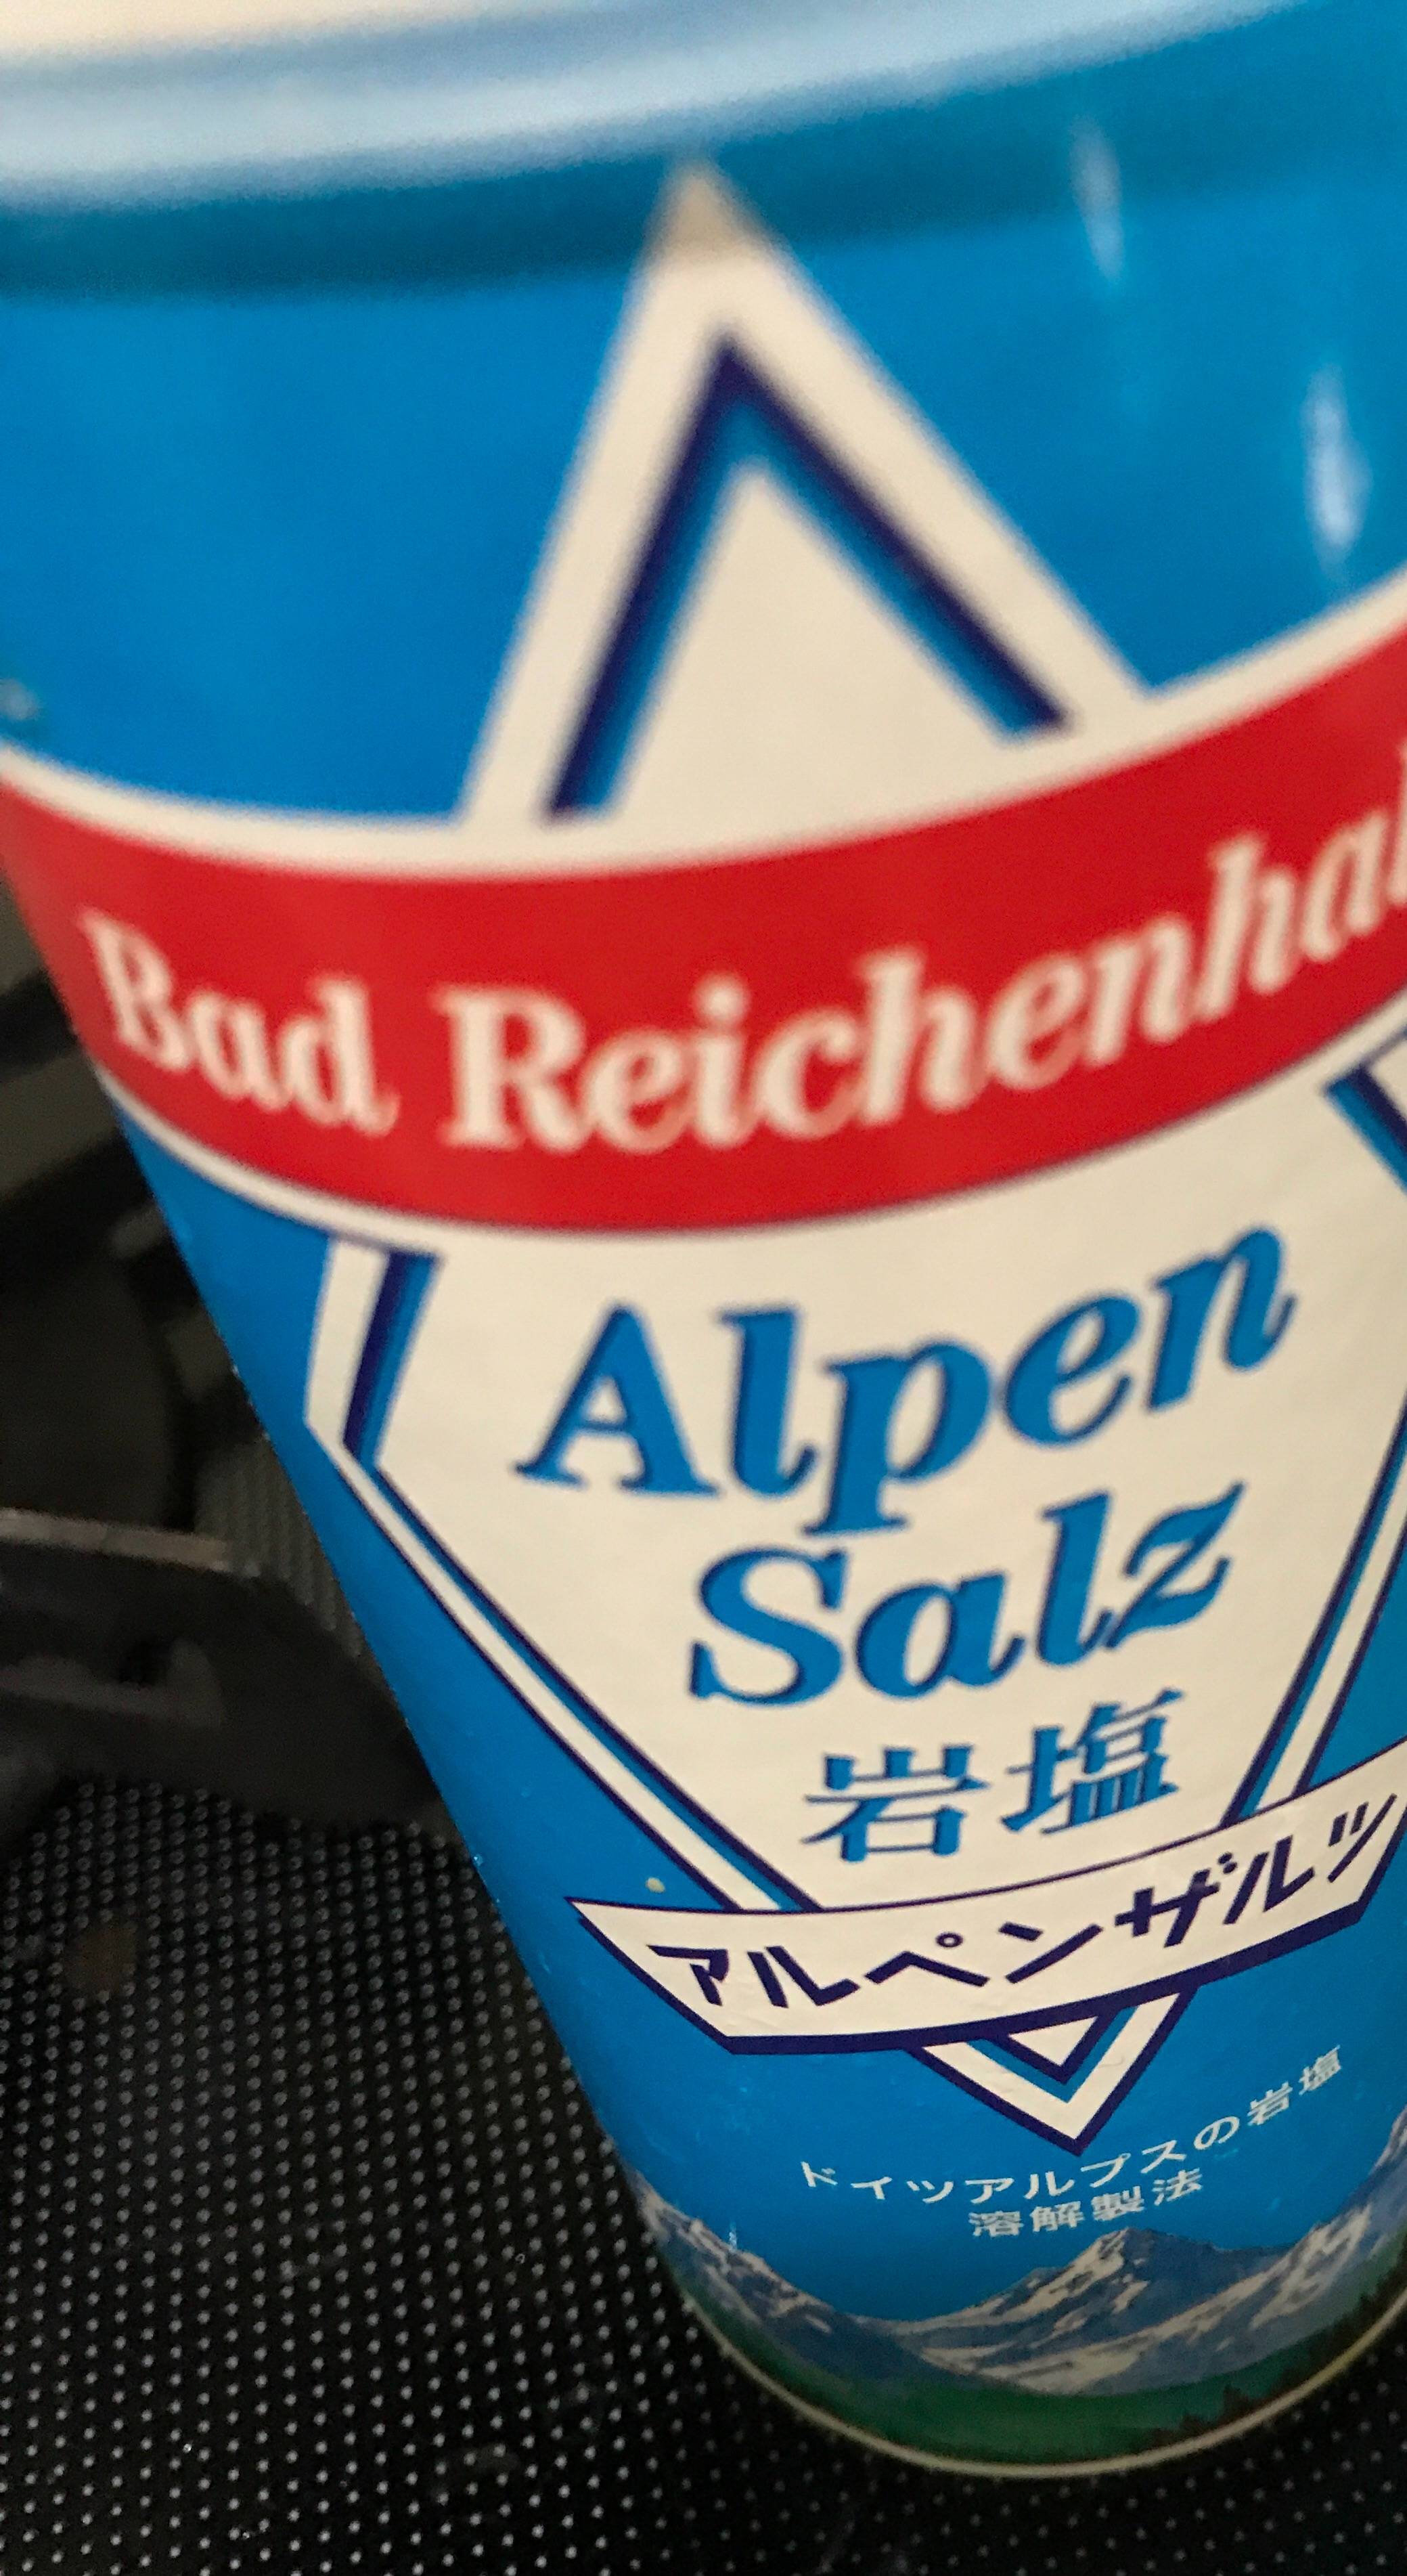 Bad Reichenhal
Alpen
Salz
岩塩
アルペンザルツ
ドイツアルプスの岩塩
溶解製法